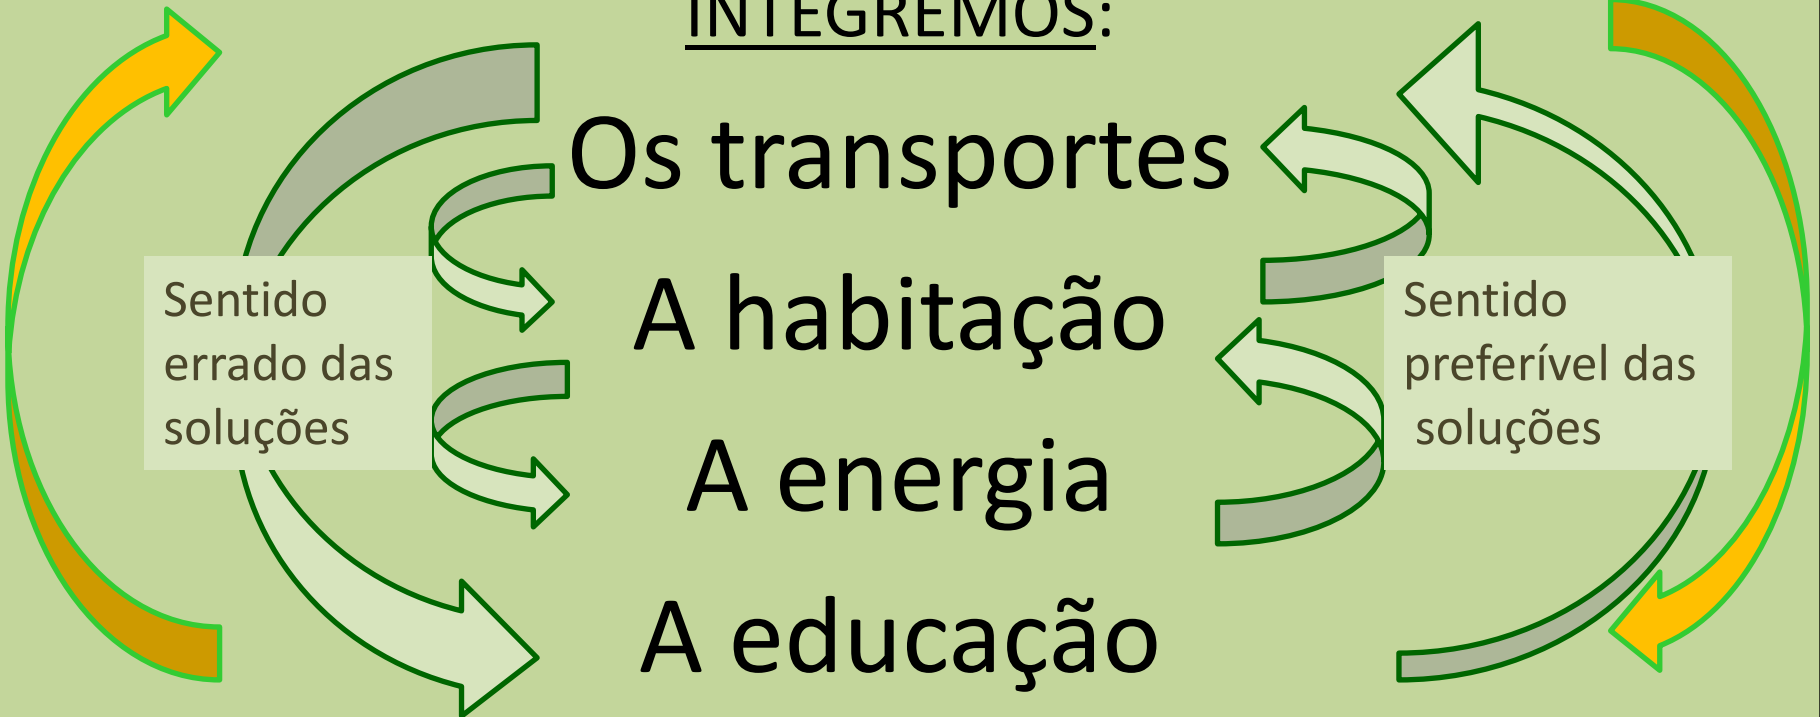 INTEGREMOS:
Os transportes
A habitação
A energia
A educação
Sentido
errado das
soluções
Sentido
preferível das
soluções